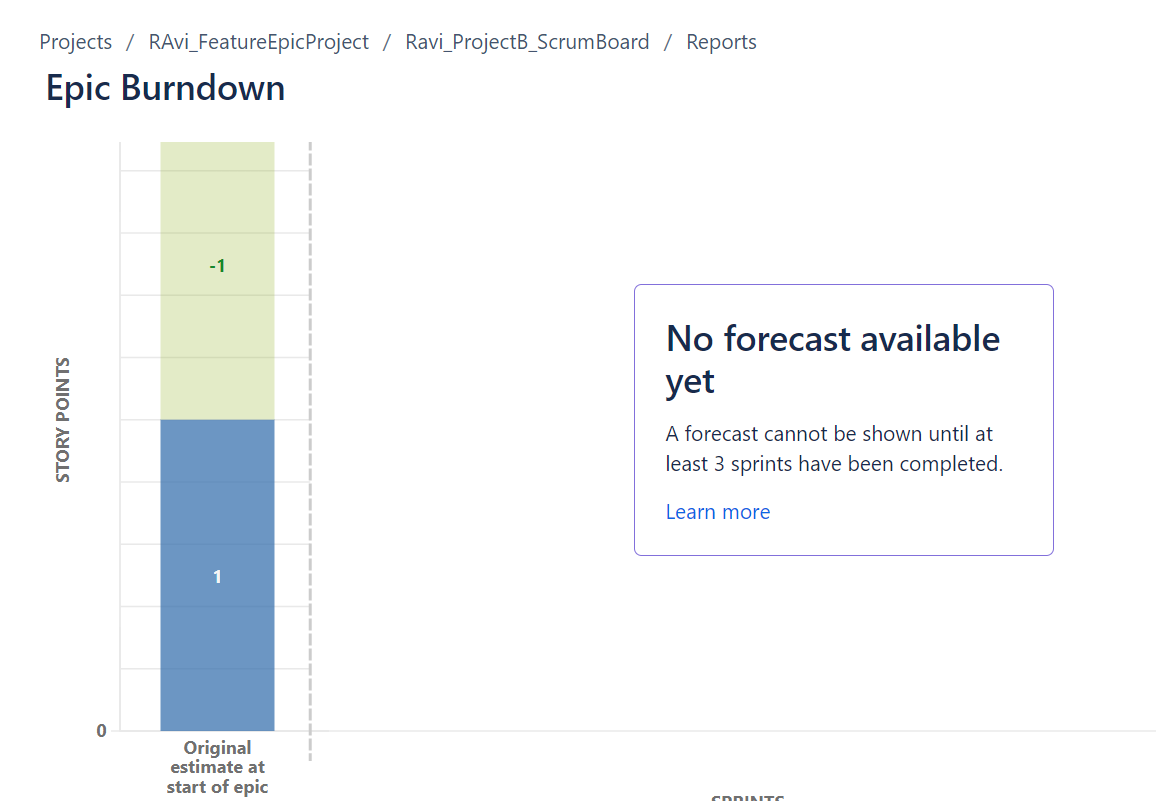 Projects / RAvi_FeatureEpicProject / Ravi_ProjectB_ScrumBoard / Reports
Epic Burndown
-1
No forecast available
yet
A forecast cannot be shown until at
least 3 sprints have been completed.
Learn more
STORY POINTS
1
0
Original
estimate at
start of epic
SPRINTS